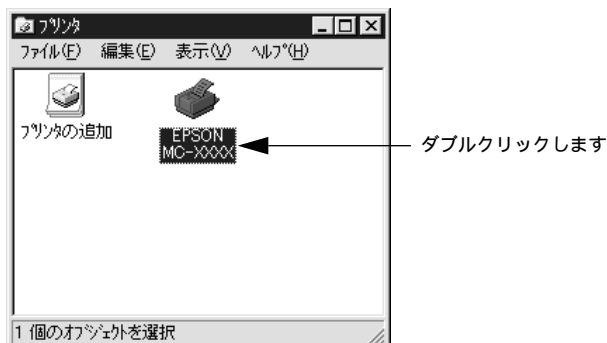 プリンタ
ファイル(F) 編集(E) 表示(V) ヘルプ(H)
プリンタの追加
EPSON
MC-XXXX
ダブルクリックします
1 個のオブジェクトを選択